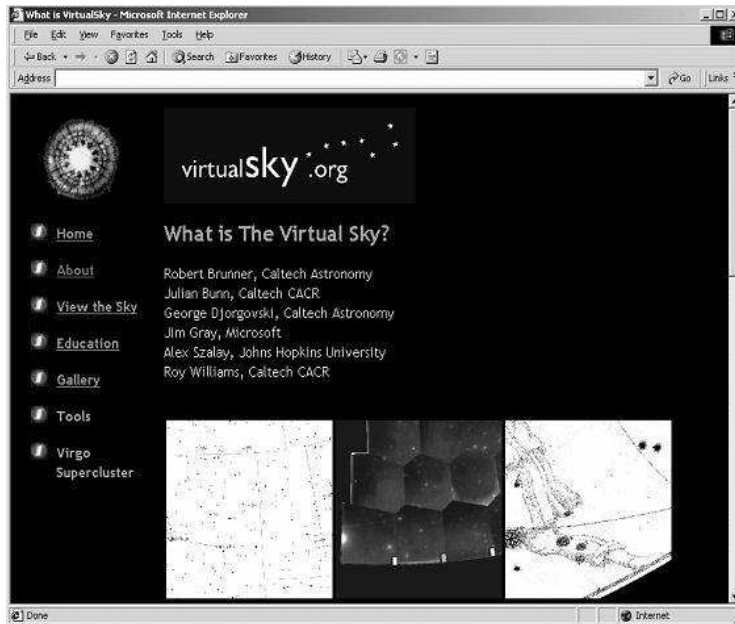 What is VirtualSky - Microsoft Internet Explorer
File Edit View Favorites Tools Help
Back Search Favorites History
Address Go Links
virtualsky.org
Home
About
View the Sky
Education
Gallery
Tools
Virgo
Supercluster
What is The Virtual Sky?
Robert Brunner, Caltech Astronomy
Julian Bunn, Caltech CACR
George Djorgovski, Caltech Astronomy
Jim Gray, Microsoft
Alex Szalay, Johns Hopkins University
Roy Williams, Caltech CACR
Done Internet